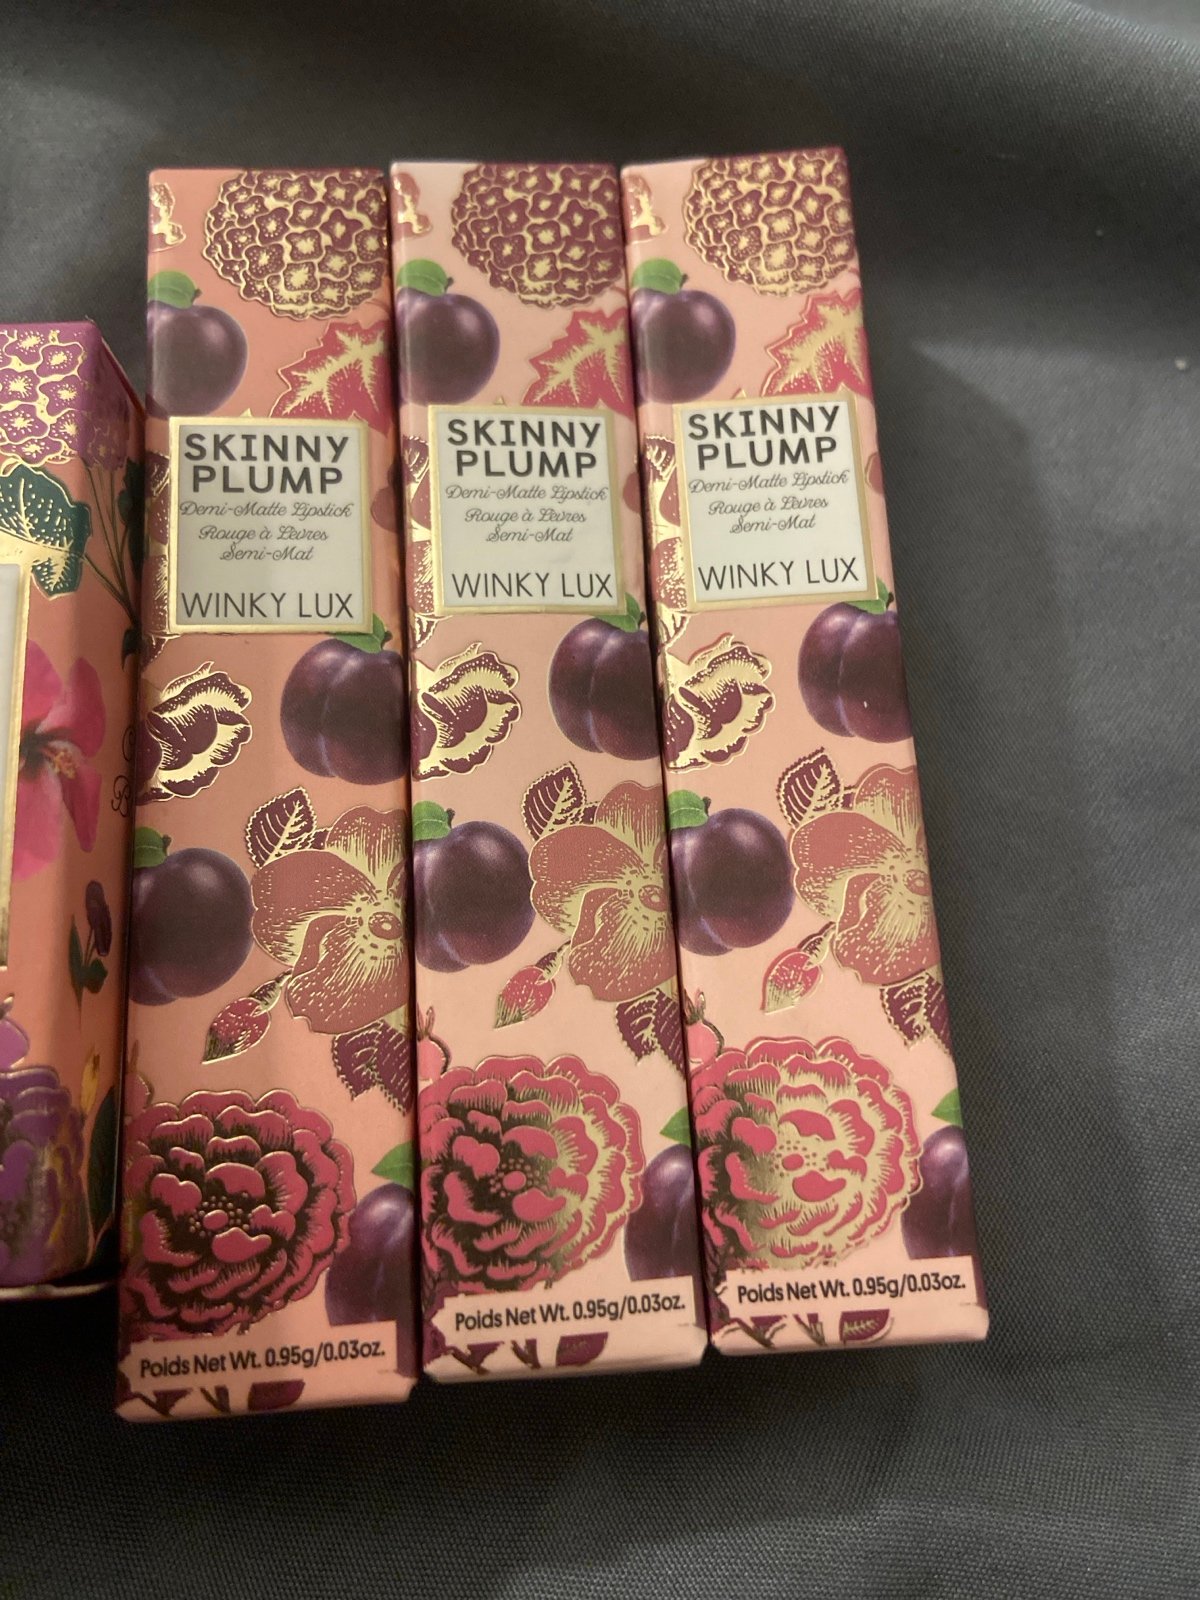 SKINNY
PLUMP
Demi-Matte Lipstick
Rouge à Lèvres
Semi-Mat
WINKY LUX
Poids Net Wt. 0.95g/0.03oz.
SKINNY
PLUMP
Demi-Matte Lipstick
Rouge à Lèvres
Semi-Mat
WINKY LUX
Poids Net Wt. 0.95g/0.03oz.
SKINNY
PLUMP
Demi-Matte Lipstick
Rouge à Lèvres
Semi-Mat
WINKY LUX
Poids Net Wt. 0.95g/0.03oz.